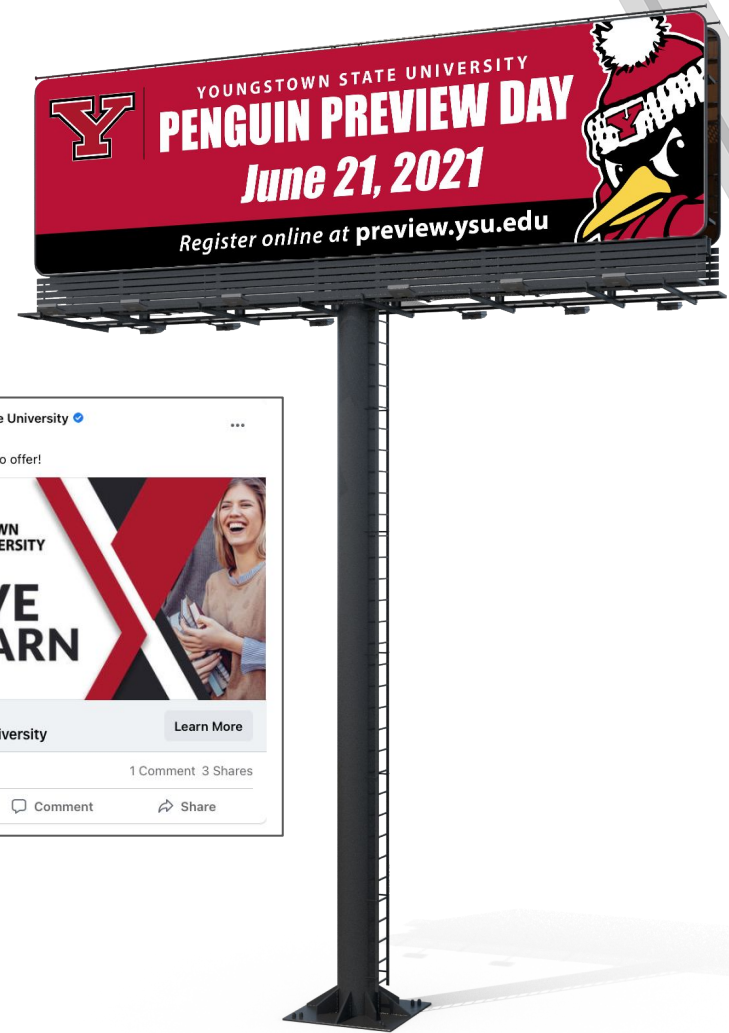 Y
YOUNGSTOWN STATE UNIVERSITY
PENGUIN PREVIEW DAY
June 21, 2021
Register online at preview.ysu.edu
Y
e University
...
o offer!
WN
ERSITY
VE
ARN
iversity
Learn More
1 Comment 3 Shares
Comment
Share